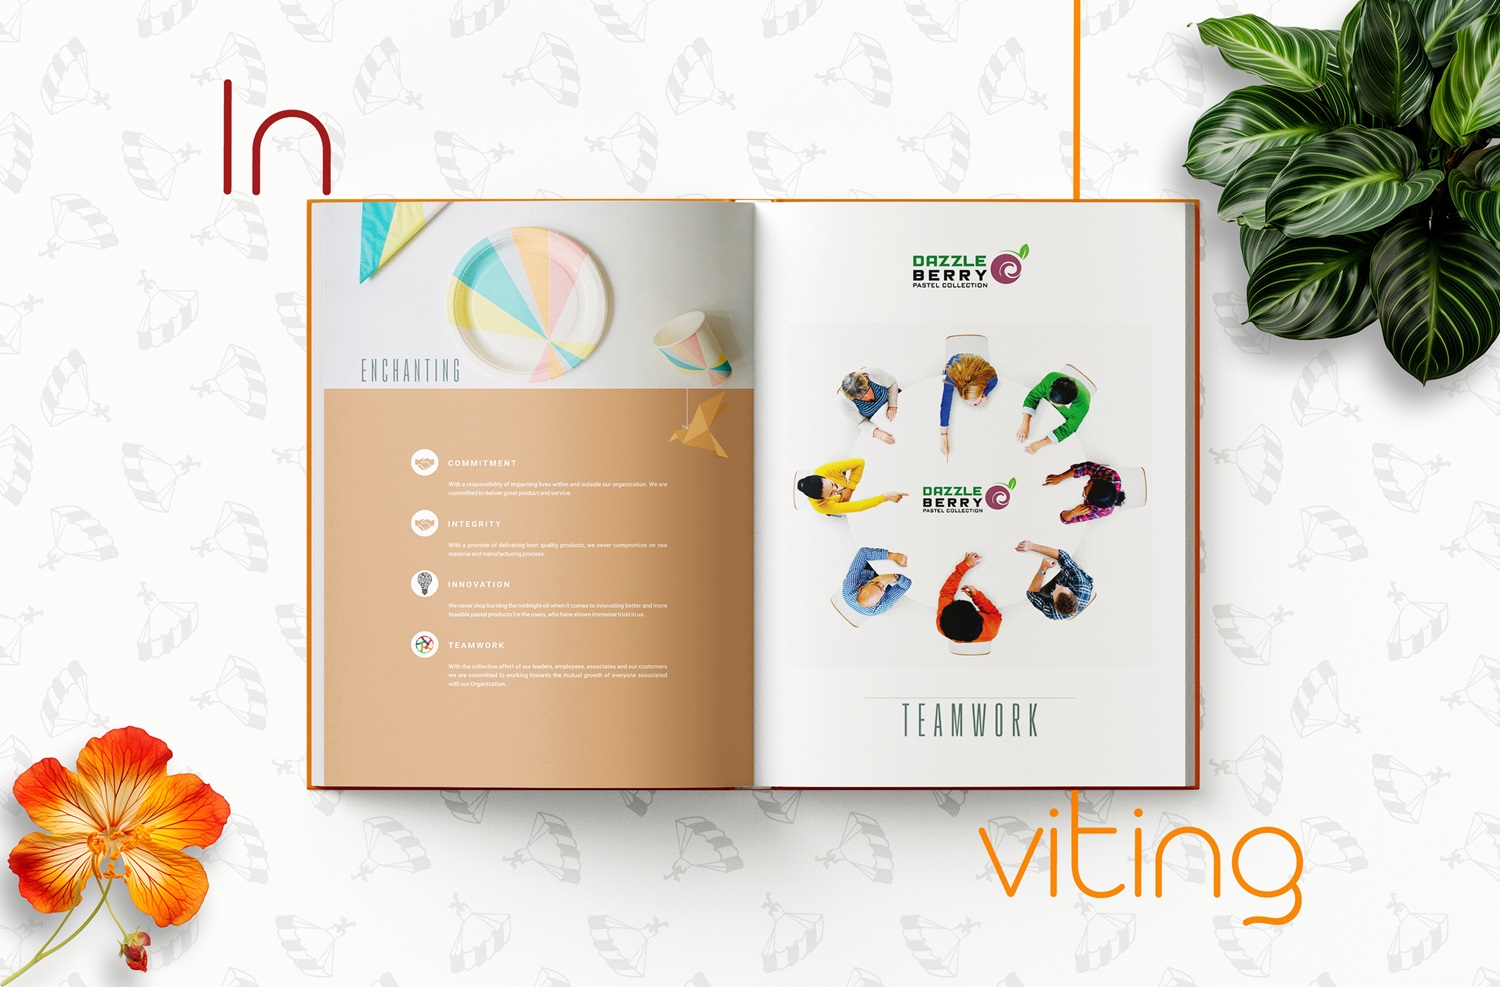 In
ENCHANTING
COMMITMENT
With a responsibility of impacting lives within and outside our organization. We are
committed to deliver great product and service.
INTEGRITY
With a promise of delivering best quality products, we never compromise on raw
material and manufacturing process.
INNOVATION
We never stop burning the midnight oil when it comes to innovating better and more
feasible pastel products for the users, who have shown immense trust in us.
TEAMWORK
With the collective effort of our leaders, employees, associates and our customers
we are committed to working towards the mutual growth of everyone associated
with our Organization.
DAZZLE
BERRY
PASTEL COLLECTION
DAZZLE
BERRY
PASTEL COLLECTION
TEAMWORK
viting